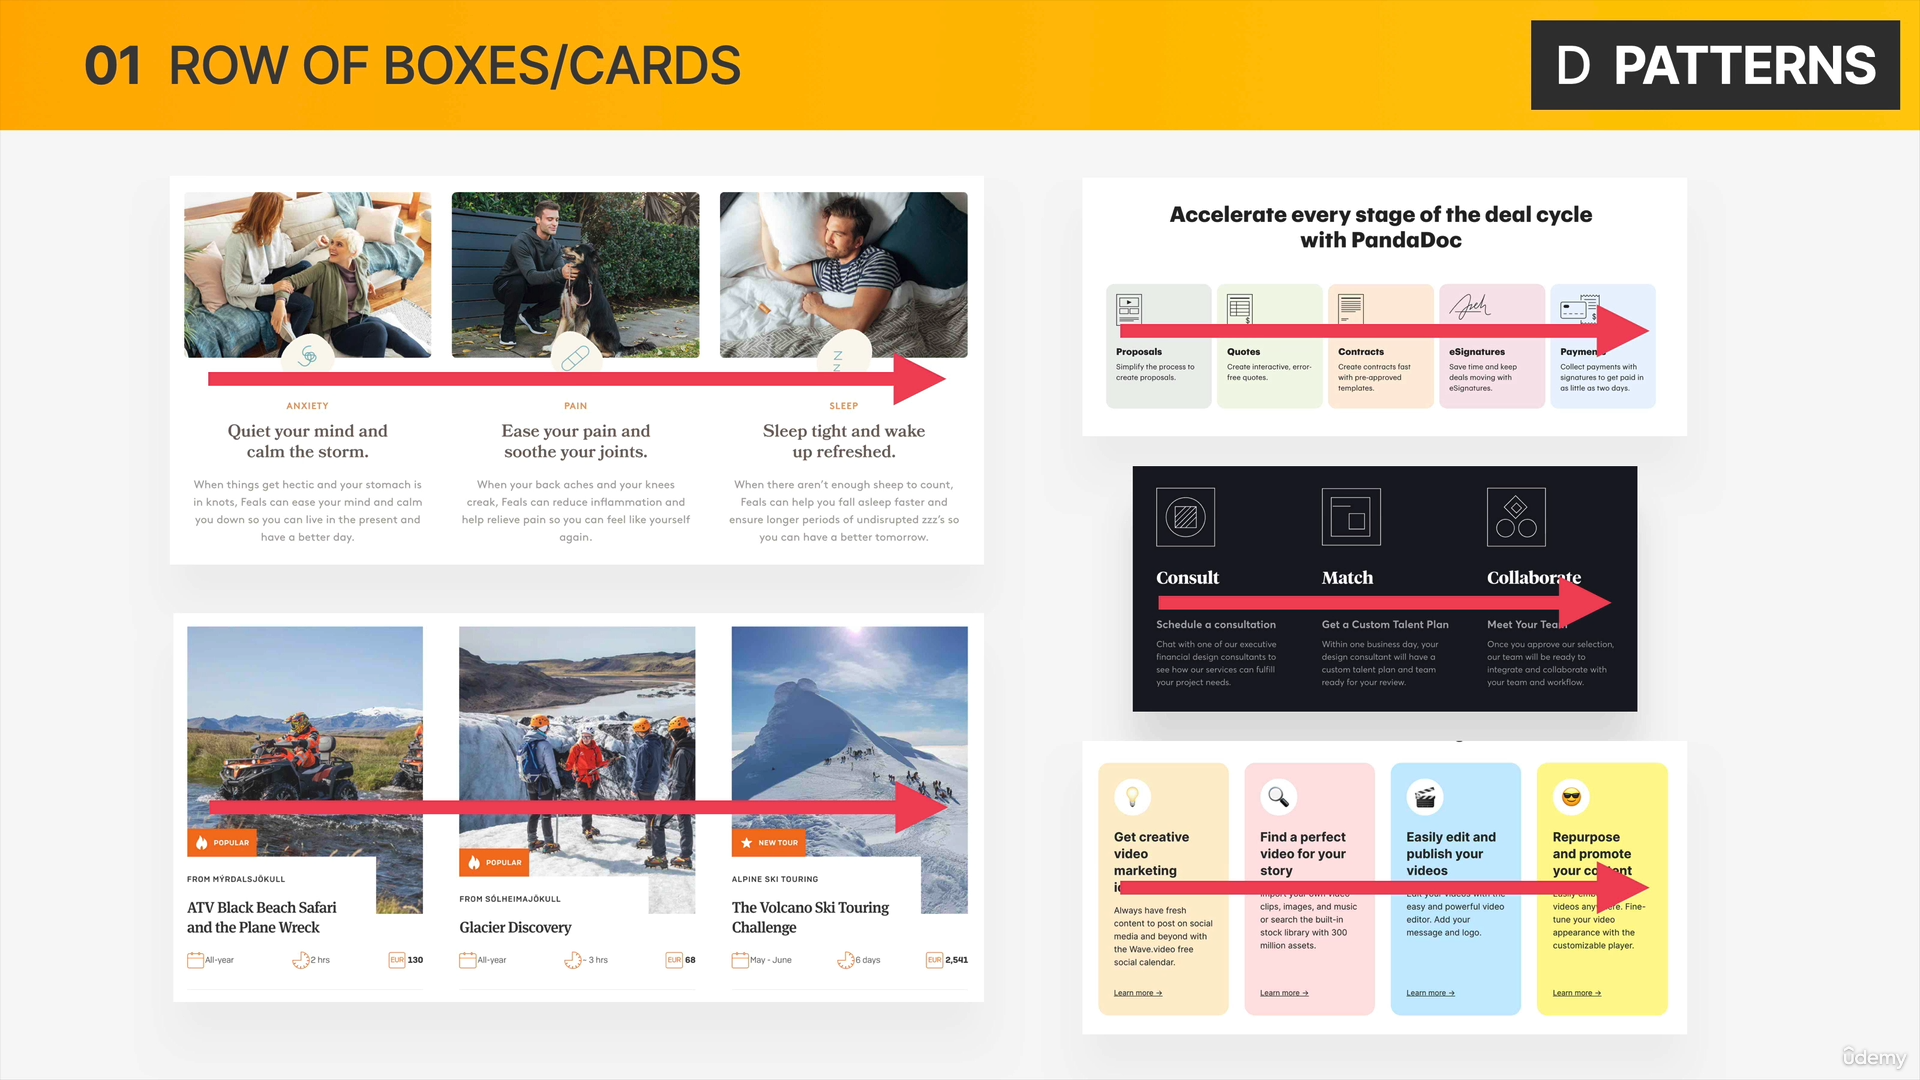 01 ROW OF BOXES/CARDS
D PATTERNS
ANXIETY
Quiet your mind and
calm the storm.
When things get hectic and your stomach is
in knots, Feals can ease your mind and calm
you down so you can live in the present and
have a better day.
PAIN
Ease your pain and
soothe your joints.
When your back aches and your knees
creak, Feals can reduce inflammation and
help relieve pain so you can feel like yourself
again.
Z
Z
SLEEP
Sleep tight and wake
up refreshed.
When there aren't enough sheep to count,
Feals can help you fall asleep faster and
ensure longer periods of undisrupted zzz's so
you can have a better tomorrow.
Accelerate every stage of the deal cycle
with PandaDoc
Proposals
Simplify the process to
create proposals.
$
Quotes
Create interactive, error-
free quotes.
Contracts
Create contracts fast
with pre-approved
templates.
eSignatures
Save time and keep
deals moving with
eSignatures.
$
Collect payments with
signatures to get paid in
as little as two days.
Consult
Schedule a consultation
Chat with one of our executive
financial design consultants to
see how our services can fulfill
your project needs.
Match
Get a Custom Talent Plan
Within one business day, your
design consultant will have a
custom talent plan and team
ready for your review.
Collaborate
Meet Your Team
Once you approve our selection,
our team will be ready to
integrate and collaborate with
your team and workflow.
POPULAR
FROM MÝRDALSJÖKULL
ATV Black Beach Safari
and the Plane Wreck
All-year
2 hrs
EUR 130
POPULAR
FROM SÓLHEIMAJÖKULL
Glacier Discovery
All-year
- 3 hrs
EUR 68
NEW TOUR
ALPINE SKI TOURING
The Volcano Ski Touring
Challenge
May - June
6 days
EUR 2,541
Get creative
video
marketing
Always have fresh
content to post on social
media and beyond with
the Wave.video free
social calendar.
Learn more →
Find a perfect
video for your
story
import your own video
clips, images, and music
or search the built-in
stock library with 300
million assets.
Learn more →
Easily edit and
publish your
videos
Edit your videos with the
easy and powerful video
editor. Add your
message and logo.
Learn more →
Repurpose
and promote
your content
Easily
videos anywhere. Fine-
tune your video
appearance with the
customizable player.
Learn more →
ûdemy